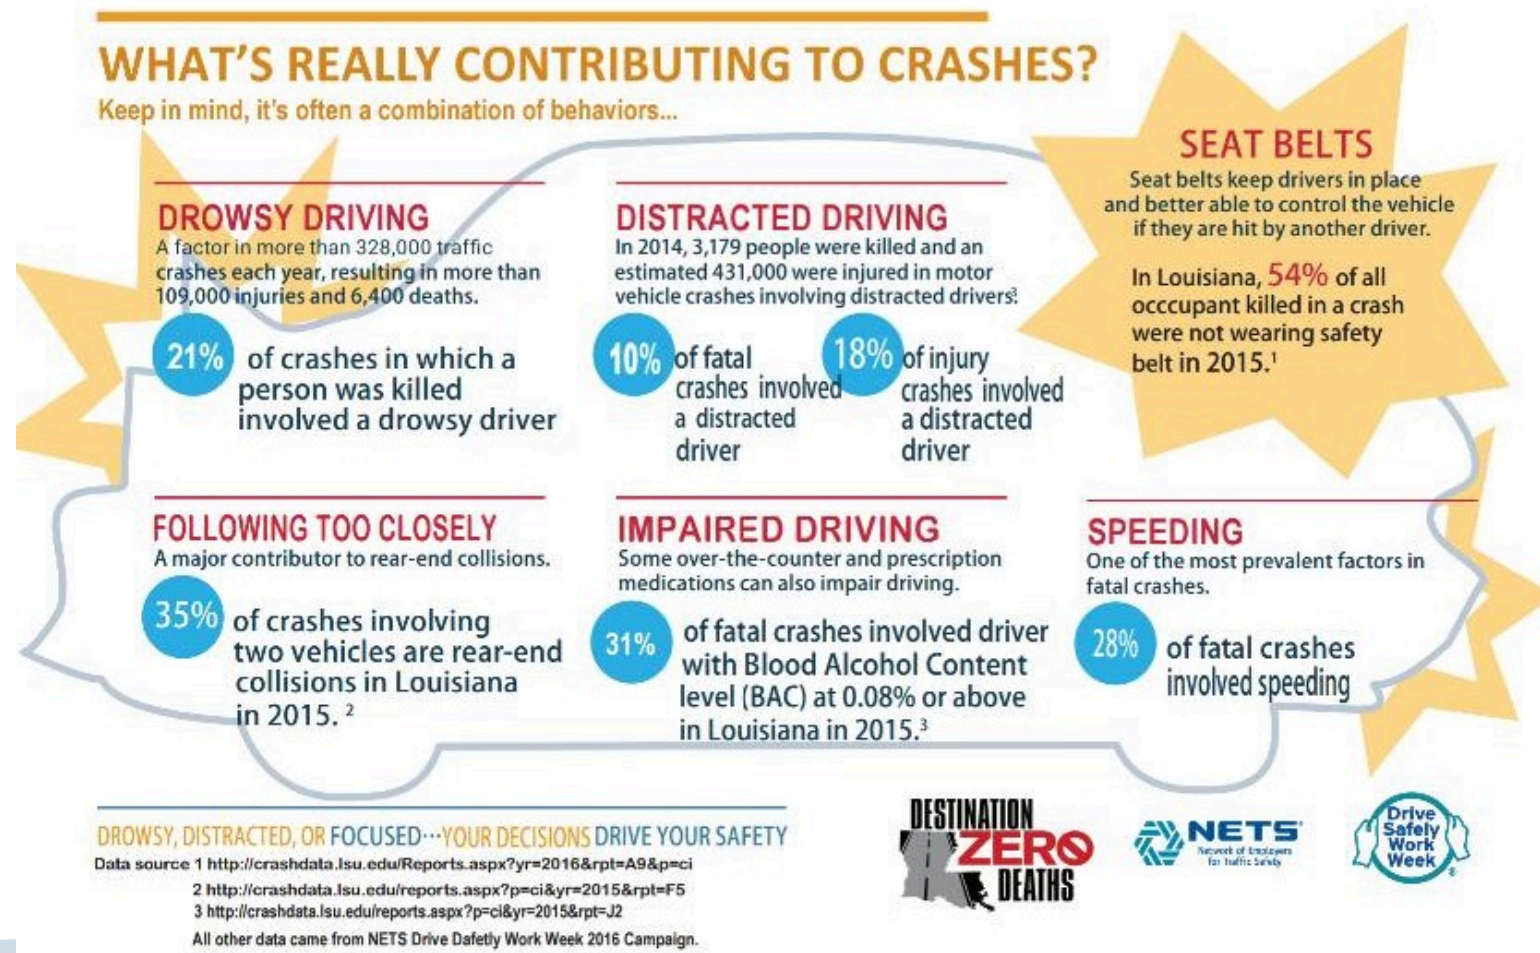 WHAT'S REALLY CONTRIBUTING TO CRASHES?
Keep in mind, it's often a combination of behaviors...
DROWSY DRIVING
A factor in more than 328,000 traffic
crashes each year, resulting in more than
109,000 injuries and 6,400 deaths.
21%
of crashes in which a
person was killed
involved a drowsy driver
DISTRACTED DRIVING
In 2014, 3,179 people were killed and an
estimated 431,000 were injured in motor
vehicle crashes involving distracted drivers.³
10%
of fatal
crashes involved
a distracted
driver
18%
of injury
crashes involved
a distracted
driver
SEAT BELTS
Seat belts keep drivers in place
and better able to control the vehicle
if they are hit by another driver.
In Louisiana, 54% of all
occcupant killed in a crash
were not wearing safety
belt in 2015.¹
FOLLOWING TOO CLOSELY
A major contributor to rear-end collisions.
35%
of crashes involving
two vehicles are rear-end
collisions in Louisiana
in 2015. ²
IMPAIRED DRIVING
Some over-the-counter and prescription
medications can also impair driving.
31%
of fatal crashes involved driver
with Blood Alcohol Content
level (BAC) at 0.08% or above
in Louisiana in 2015.³
SPEEDING
One of the most prevalent factors in
fatal crashes.
28%
of fatal crashes
involved speeding
DROWSY, DISTRACTED, OR FOCUSED···YOUR DECISIONS DRIVE YOUR SAFETY
Data source 1 http://crashdata.lsu.edu/Reports.aspx?yr=2016&rpt=A9&p=ci
2 http://crashdata.lsu.edu/reports.aspx?p=ci&yr=2015&rpt=F5
3 http://crashdata.lsu.edu/reports.aspx?p=ci&yr=2015&rpt=J2
All other data came from NETS Drive Dafetly Work Week 2016 Campaign.
DESTINATION
ZERO
DEATHS
NETS
Network of Employers
for Traffic Safety
Drive
Safely
Work
Week
®